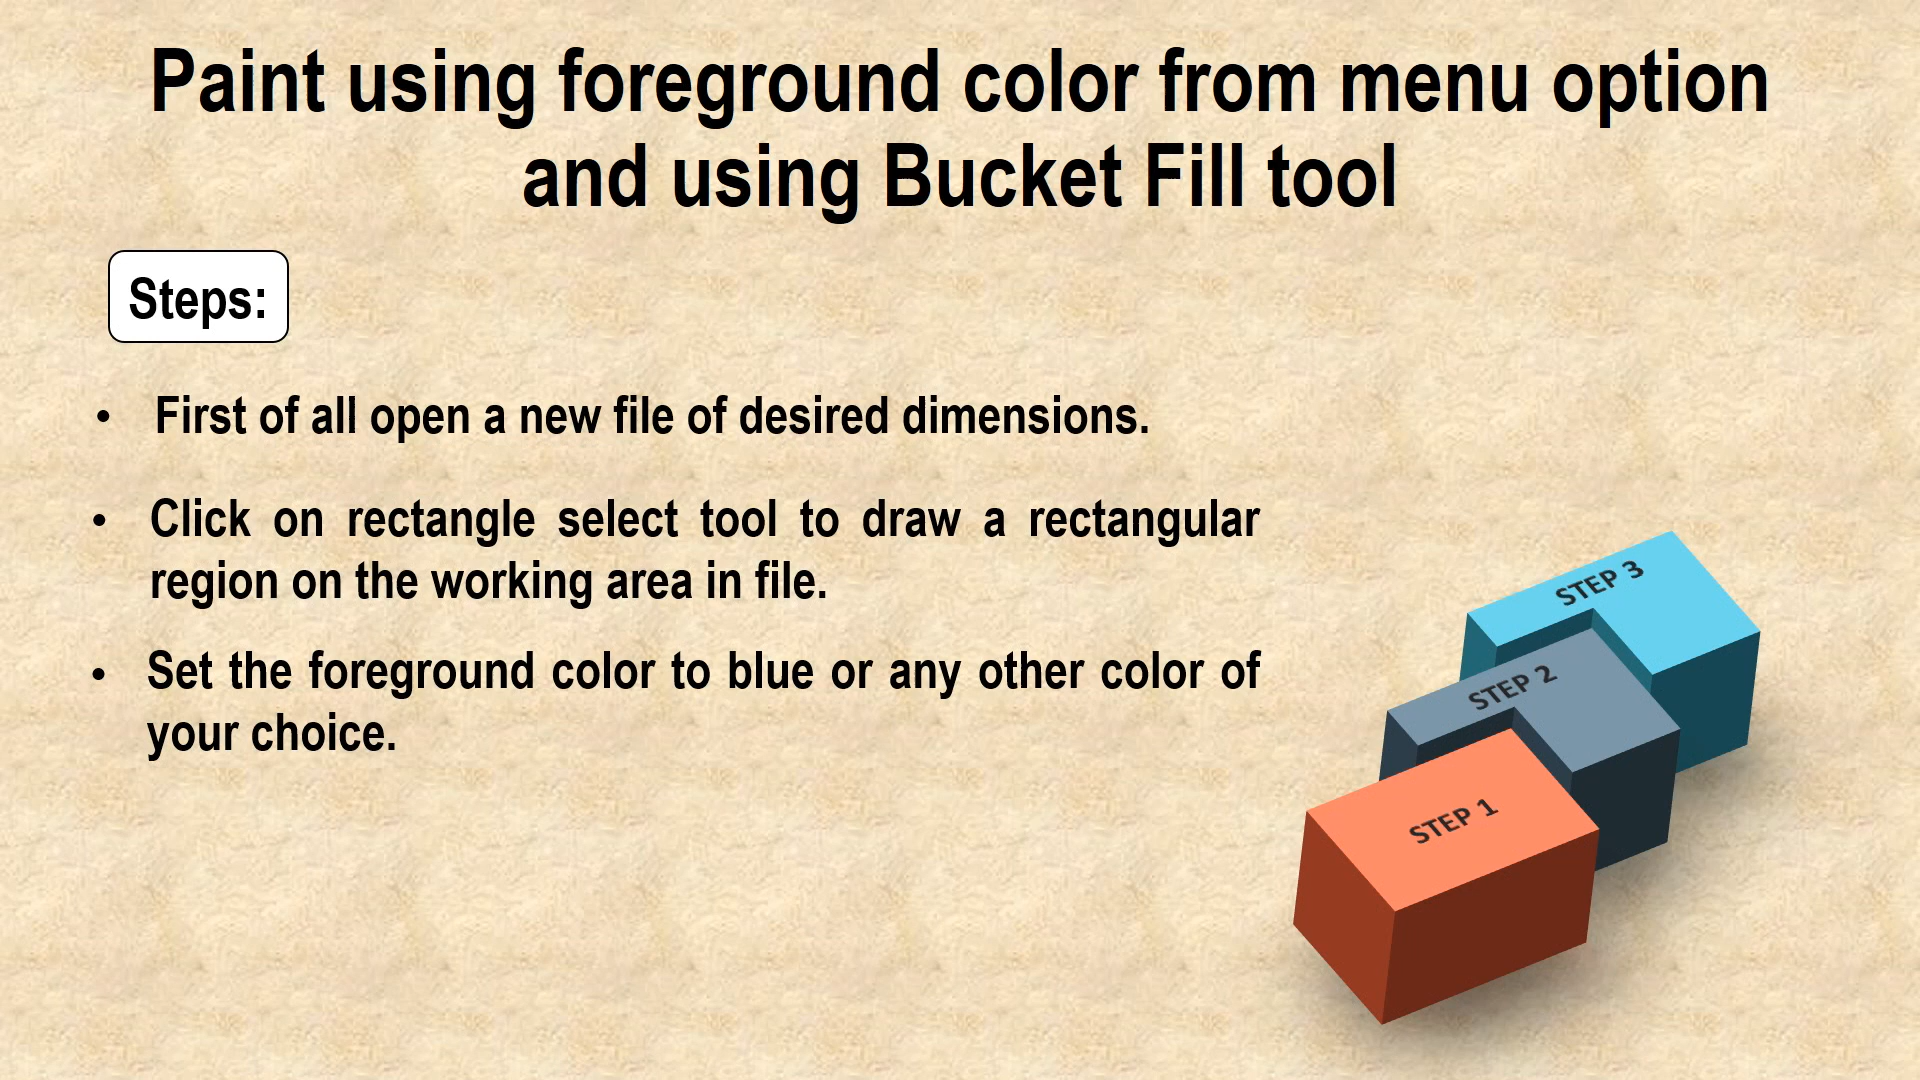 Paint using foreground color from menu option
and using Bucket Fill tool
Steps:
• First of all open a new file of desired dimensions.
• Click on rectangle select tool to draw a rectangular
region on the working area in file.
• Set the foreground color to blue or any other color of
your choice.
STEP 3
STEP 2
STEP 1